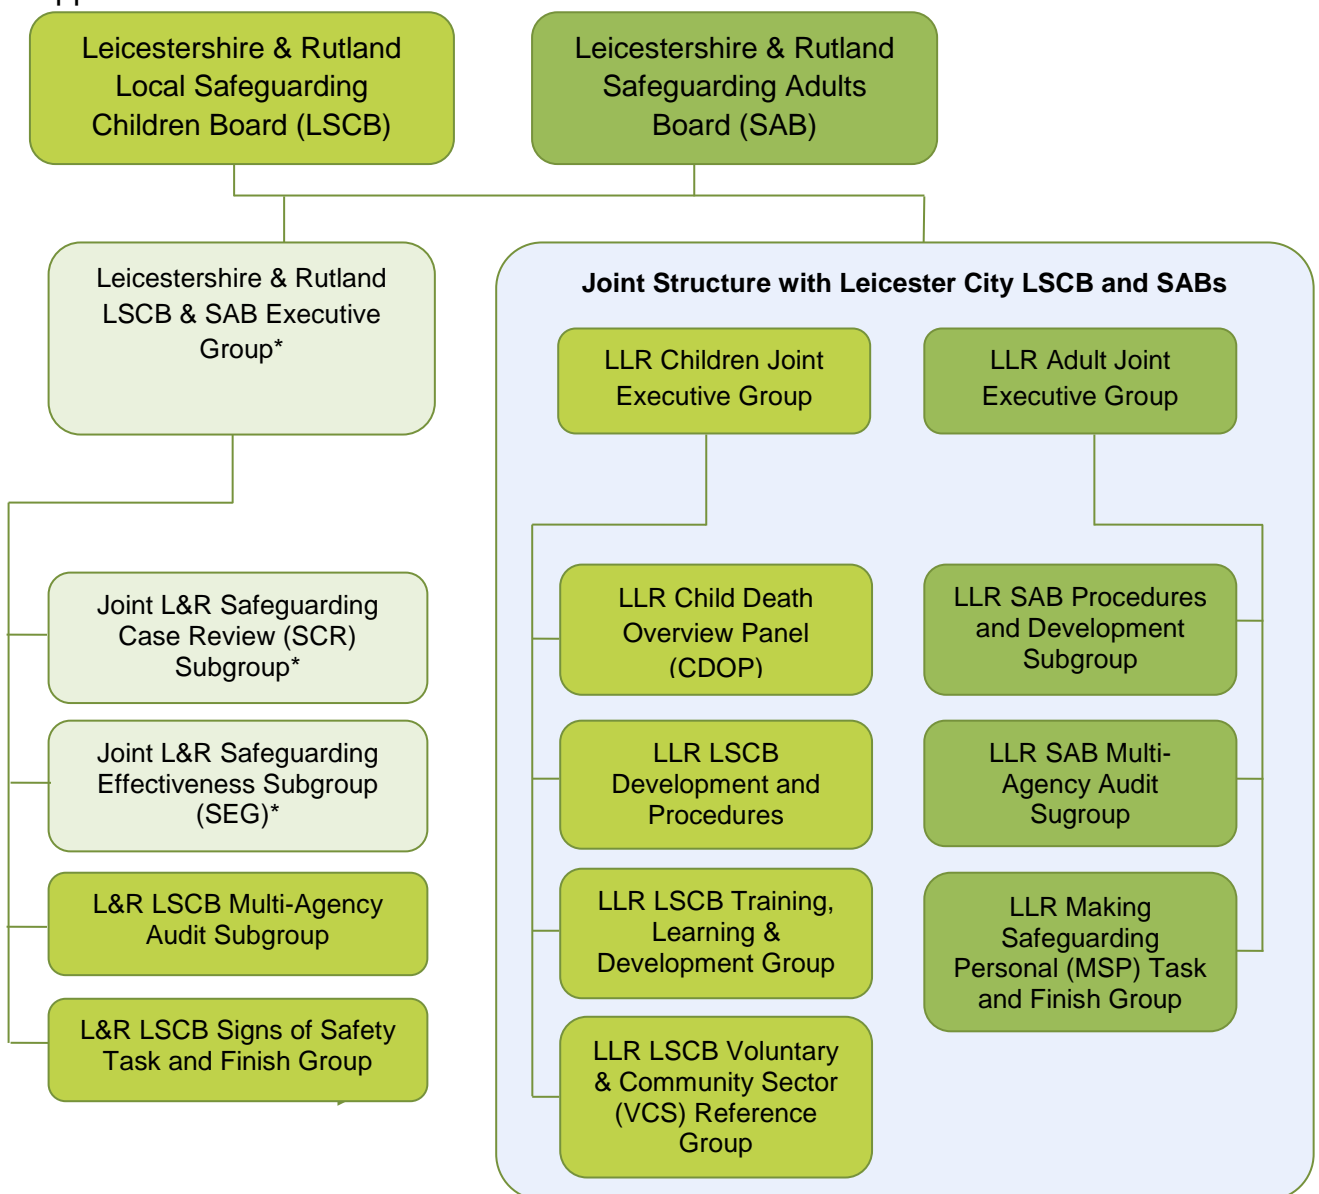 Leicestershire & Rutland
Local Safeguarding
Children Board (LSCB)
Leicestershire & Rutland
Safeguarding Adults
Board (SAB)
Leicestershire & Rutland
LSCB & SAB Executive
Group*
Joint L&R Safeguarding
Case Review (SCR)
Subgroup*
Joint L&R Safeguarding
Effectiveness Subgroup
(SEG)*
L&R LSCB Multi-Agency
Audit Subgroup
L&R LSCB Signs of Safety
Task and Finish Group
Joint Structure with Leicester City LSCB and SABs
LLR Children Joint
Executive Group
LLR Child Death
Overview Panel
(CDOP)
LLR LSCB
Development and
Procedures
LLR LSCB Training,
Learning &
Development Group
LLR LSCB Voluntary
& Community Sector
(VCS) Reference
Group
LLR Adult Joint
Executive Group
LLR SAB Procedures
and Development
Subgroup
LLR SAB Multi-
Agency Audit
Sugroup
LLR Making
Safeguarding
Personal (MSP) Task
and Finish Group